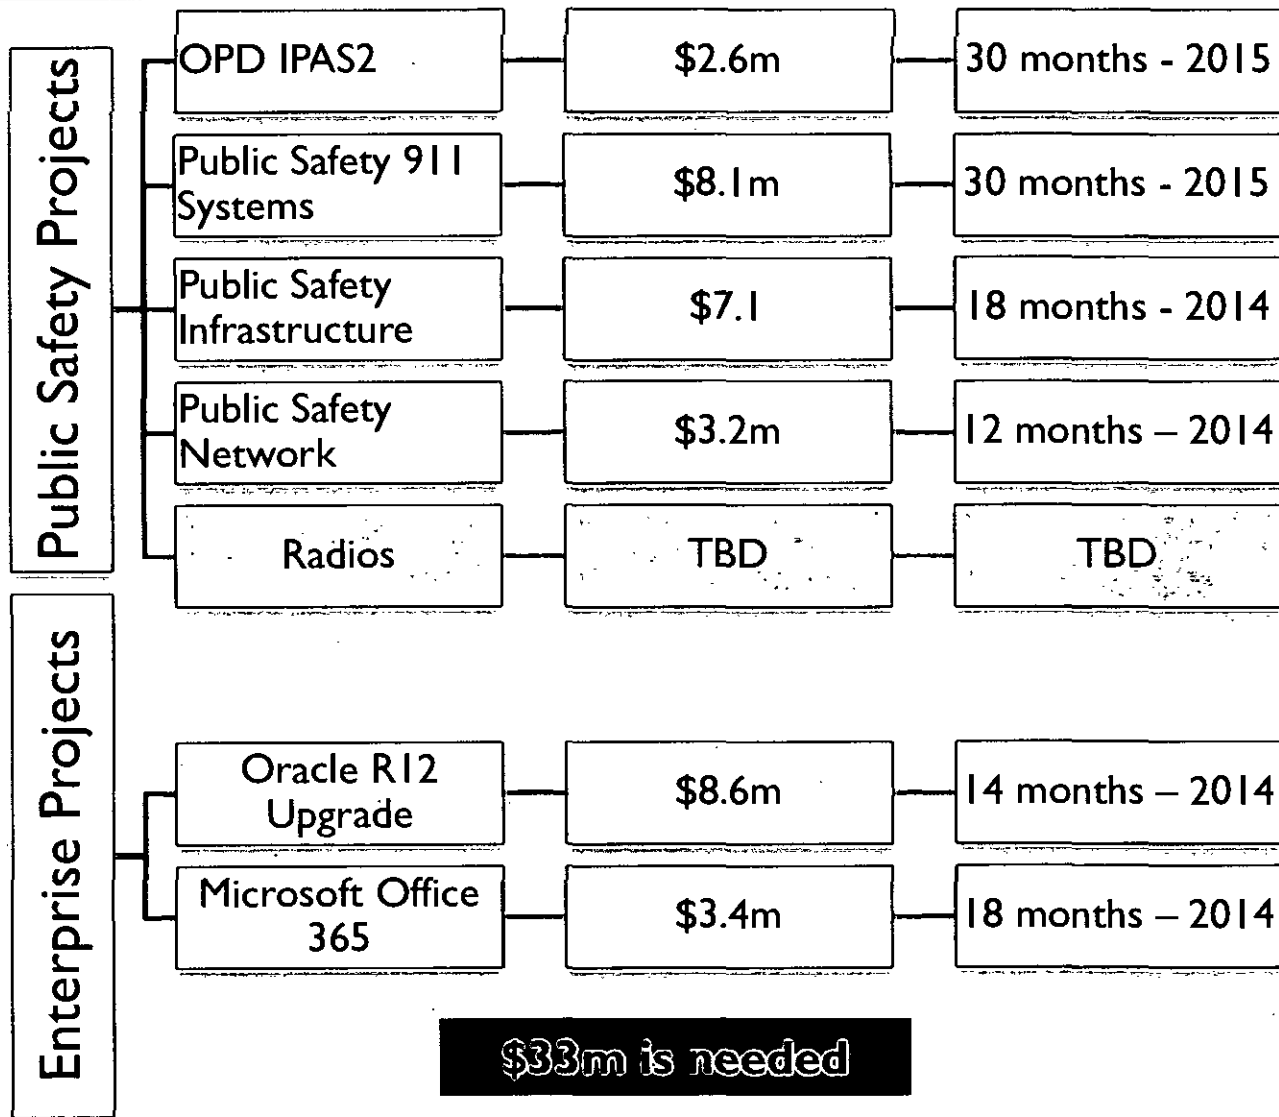 Public Safety Projects
OPD IPAS2
$2.6m
30 months - 2015
Public Safety 911
Systems
$8.1m
30 months - 2015
Public Safety
Infrastructure
$7.1
18 months - 2014
Public Safety
Network
$3.2m
12 months – 2014
Radios
TBD
TBD
Enterprise Projects
Oracle R12
Upgrade
$8.6m
14 months – 2014
Microsoft Office
365
$3.4m
18 months – 2014
$33m is needed